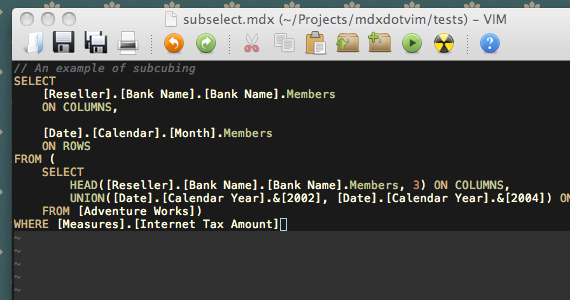 subselect.mdx (~/Projects/mdxdotvim/tests) – VIM
// An example of subcubing
SELECT
[Reseller].[Bank Name].[Bank Name].Members
ON COLUMNS,
[Date].[Calendar].[Month].Members
ON ROWS
FROM (
SELECT
HEAD([Reseller].[Bank Name].[Bank Name].Members, 3) ON COLUMNS,
UNION([Date].[Calendar Year].&[2002], [Date].[Calendar Year].&[2004]) ON
FROM [Adventure Works])
WHERE [Measures].[Internet Tax Amount]
~
~
~
~